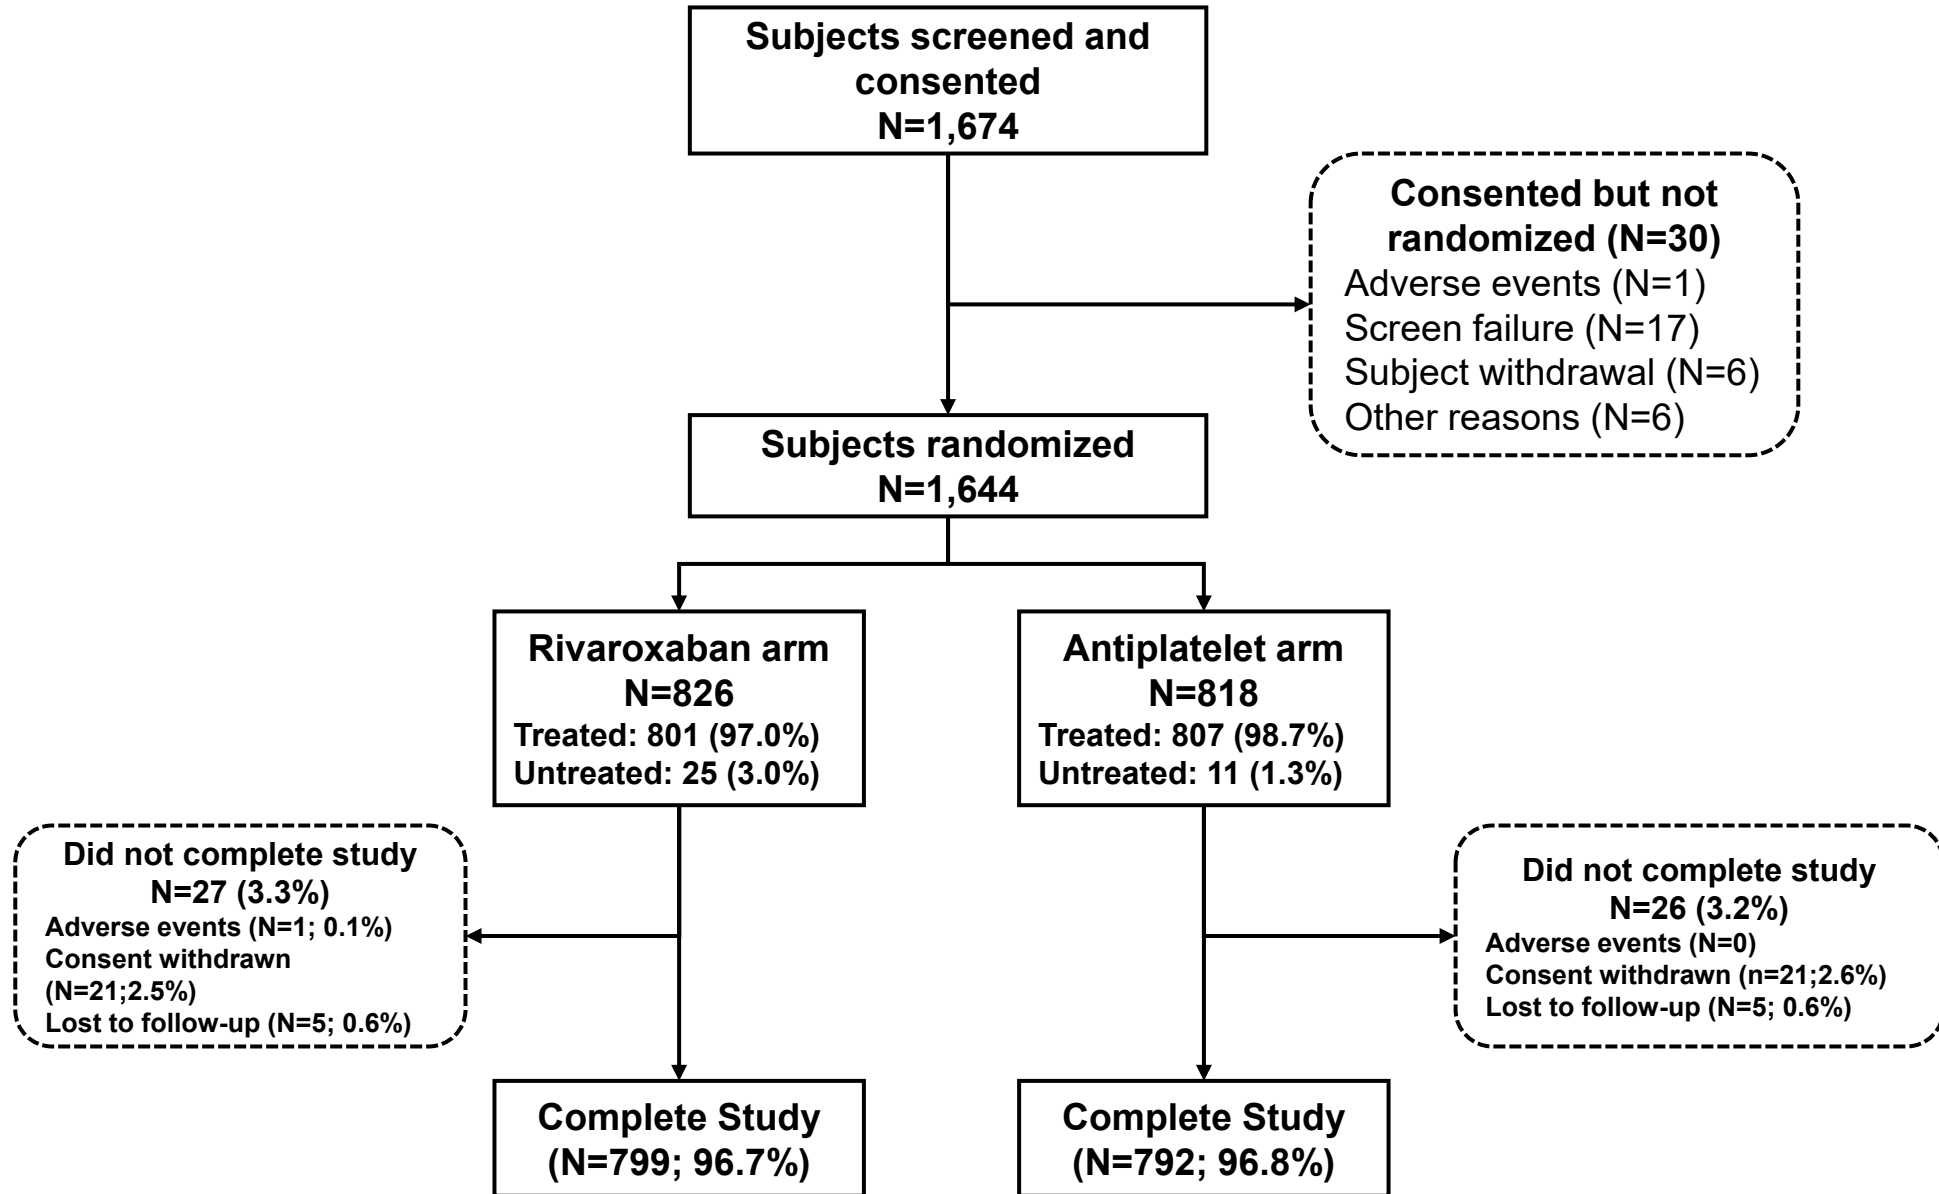 Subjects screened and
consented
N=1,674
Consented but not
randomized (N=30)
Adverse events (N=1)
Screen failure (N=17)
Subject withdrawal (N=6)
Other reasons (N=6)
Subjects randomized
N=1,644
Rivaroxaban arm
N=826
Treated: 801 (97.0%)
Untreated: 25 (3.0%)
Antiplatelet arm
N=818
Treated: 807 (98.7%)
Untreated: 11 (1.3%)
Did not complete study
N=27 (3.3%)
Adverse events (N=1; 0.1%)
Consent withdrawn
(N=21;2.5%)
Lost to follow-up (N=5; 0.6%)
Did not complete study
N=26 (3.2%)
Adverse events (N=0)
Consent withdrawn (n=21;2.6%)
Lost to follow-up (N=5; 0.6%)
Complete Study
(N=799; 96.7%)
Complete Study
(N=792; 96.8%)